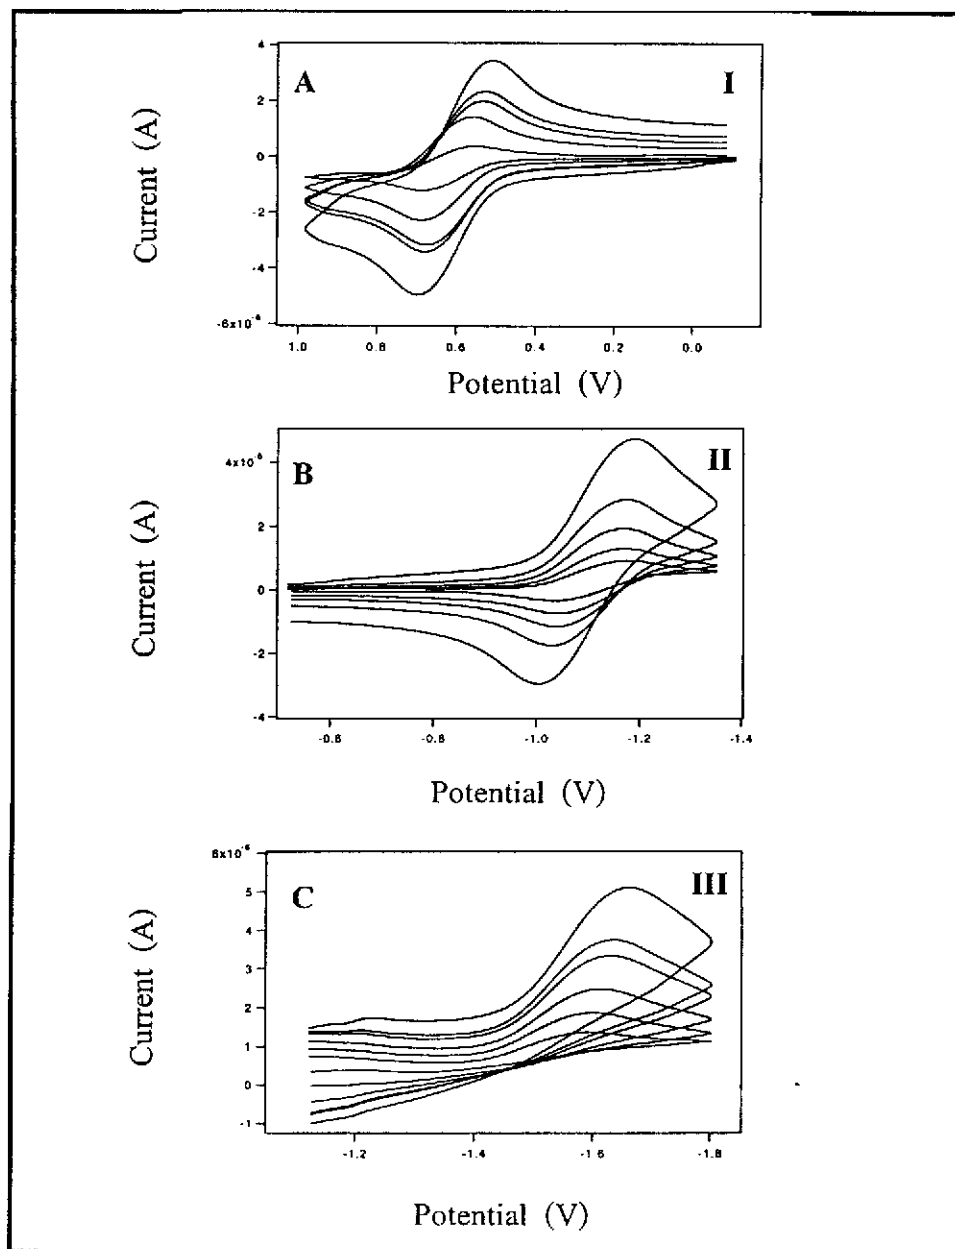 A I
4
2
0
-2
-4
-6x10⁻⁶
Current (A)
1.0 0.8 0.6 0.4 0.2 0.0
Potential (V)
B II
4x10⁻⁶
2
0
-2
-4
Current (A)
-0.6 -0.8 -1.0 -1.2 -1.4
Potential (V)
C III
6x10⁻⁶
5
4
3
2
1
0
-1
Current (A)
-1.2 -1.4 -1.6 -1.8
Potential (V)